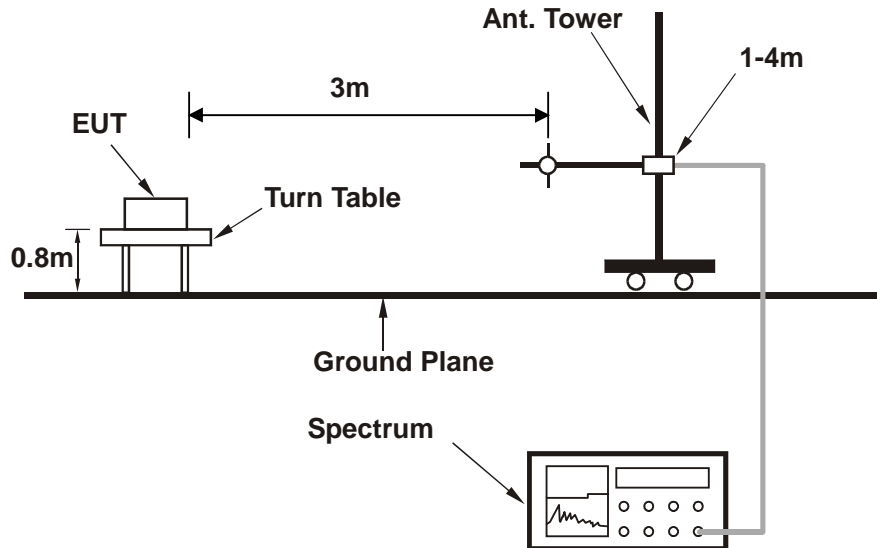 Ant. Tower
1-4m
3m
EUT
Turn Table
0.8m
Ground Plane
Spectrum